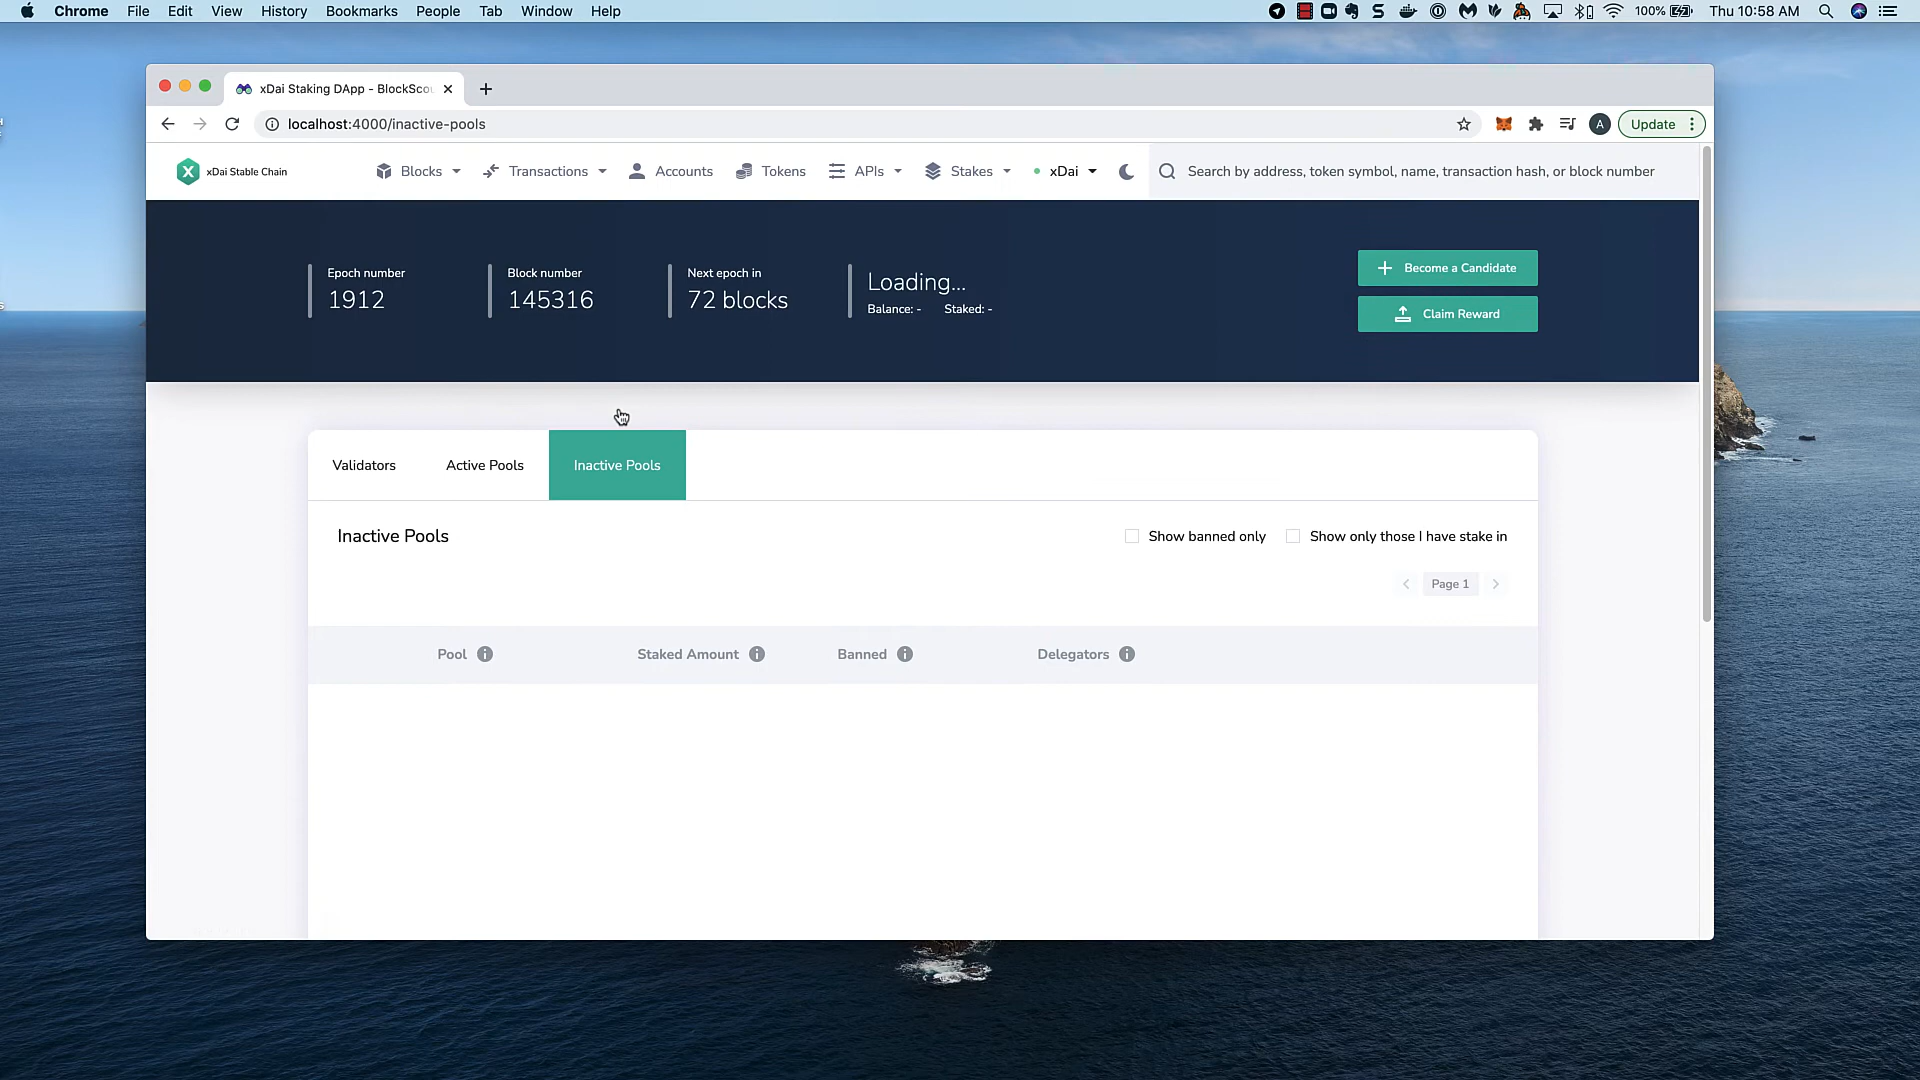 Chrome File Edit View History Bookmarks People Tab Window Help 100% Thu 10:58 AM
xDai Staking DApp - BlockScou
localhost:4000/inactive-pools A Update
xDai Stable Chain Blocks Transactions Accounts Tokens APIs Stakes xDai Search by address, token symbol, name, transaction hash, or block number
Epoch number Block number Next epoch in
1912 145316 72 blocks
Loading...
Balance: - Staked: -
Become a Candidate
Claim Reward
Validators Active Pools Inactive Pools
Inactive Pools Show banned only Show only those I have stake in
Page 1
Pool Staked Amount Banned Delegators